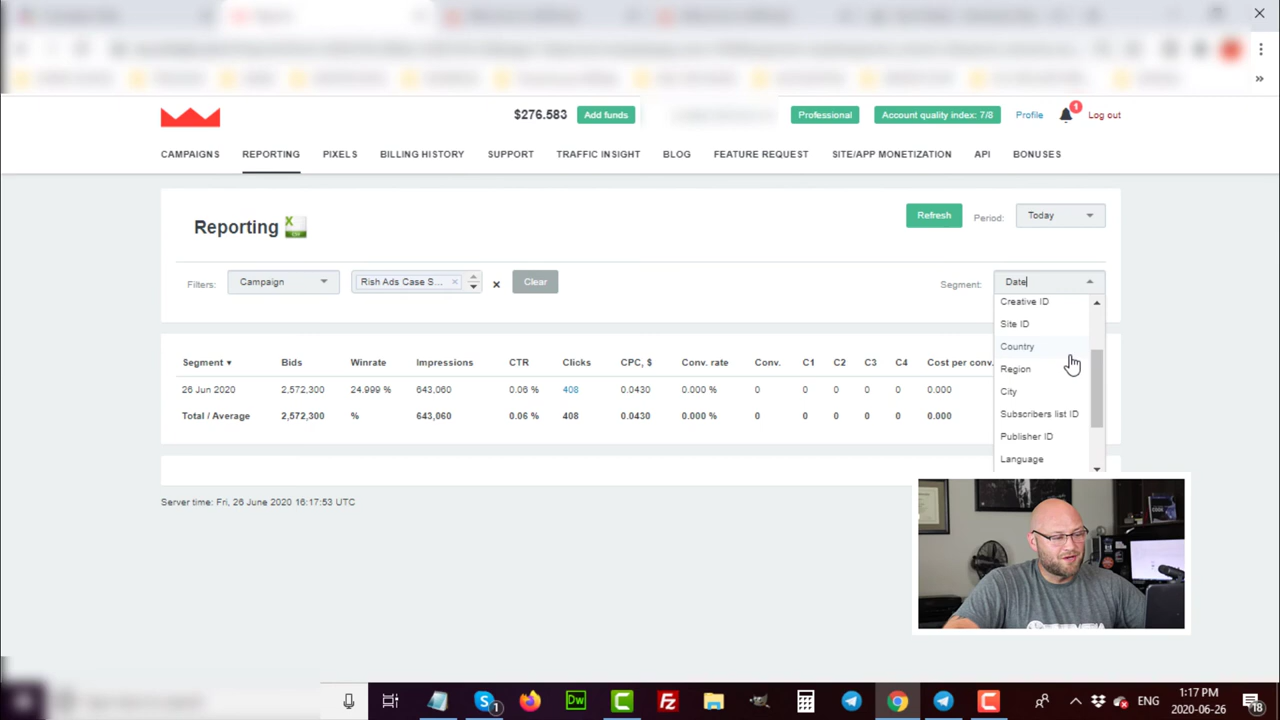 $276.583 Add funds Professional Account quality index: 7/8 Profile 1 Log out
CAMPAIGNS REPORTING PIXELS BILLING HISTORY SUPPORT TRAFFIC INSIGHT BLOG FEATURE REQUEST SITE/APP MONETIZATION API BONUSES
Reporting Refresh Period: Today
Filters: Campaign Rish Ads Case S... × × Clear Segment: Date
Creative ID
Site ID
Country
Region
City
Subscribers list ID
Publisher ID
Language
Segment ▾ Bids Winrate Impressions CTR Clicks CPC, $ Conv. rate Conv. C1 C2 C3 C4 Cost per conv.
26 Jun 2020 2,572,300 24.999 % 643,060 0.06 % 408 0.0430 0.000 % 0 0 0 0 0 0.000
Total / Average 2,572,300 % 643,060 0.06 % 408 0.0430 0.000 % 0 0 0 0 0 0.000
Server time: Fri, 26 June 2020 16:17:53 UTC
Dw Fz ENG 1:17 PM
2020-06-26
1 18